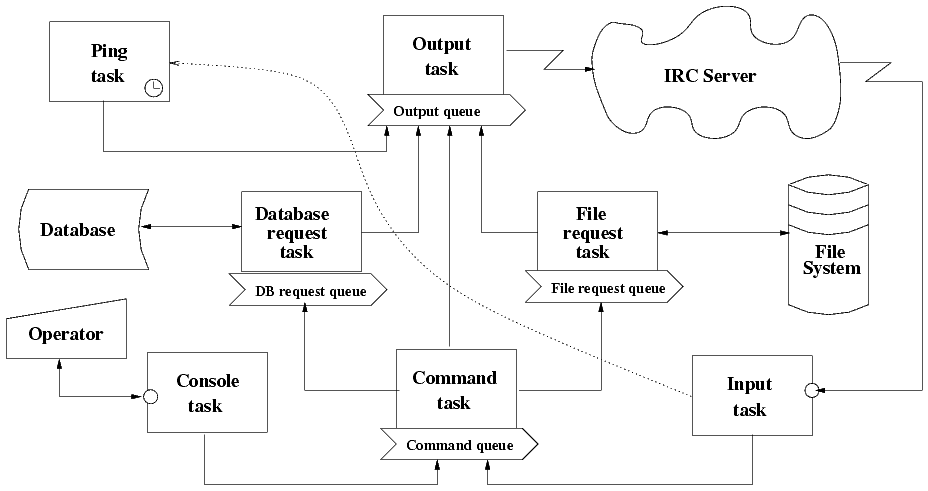 Ping
task
Output
task
Output queue
IRC Server
Database
Database
request
task
DB request queue
File
request
task
File request queue
File
System
Operator
Console
task
Command
task
Command queue
Input
task